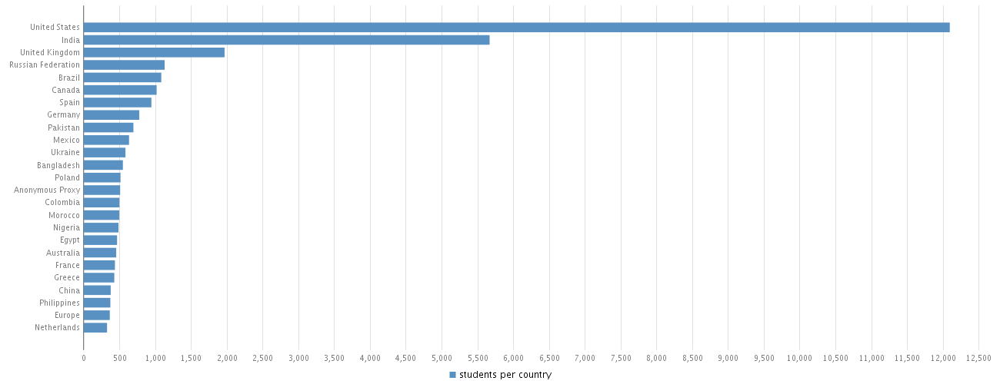 United States
India
United Kingdom
Russian Federation
Brazil
Canada
Spain
Germany
Pakistan
Mexico
Ukraine
Bangladesh
Poland
Anonymous Proxy
Colombia
Morocco
Nigeria
Egypt
Australia
France
Greece
China
Philippines
Europe
Netherlands
0 500 1,000 1,500 2,000 2,500 3,000 3,500 4,000 4,500 5,000 5,500 6,000 6,500 7,000 7,500 8,000 8,500 9,000 9,500 10,000 10,500 11,000 11,500 12,000 12,500
students per country